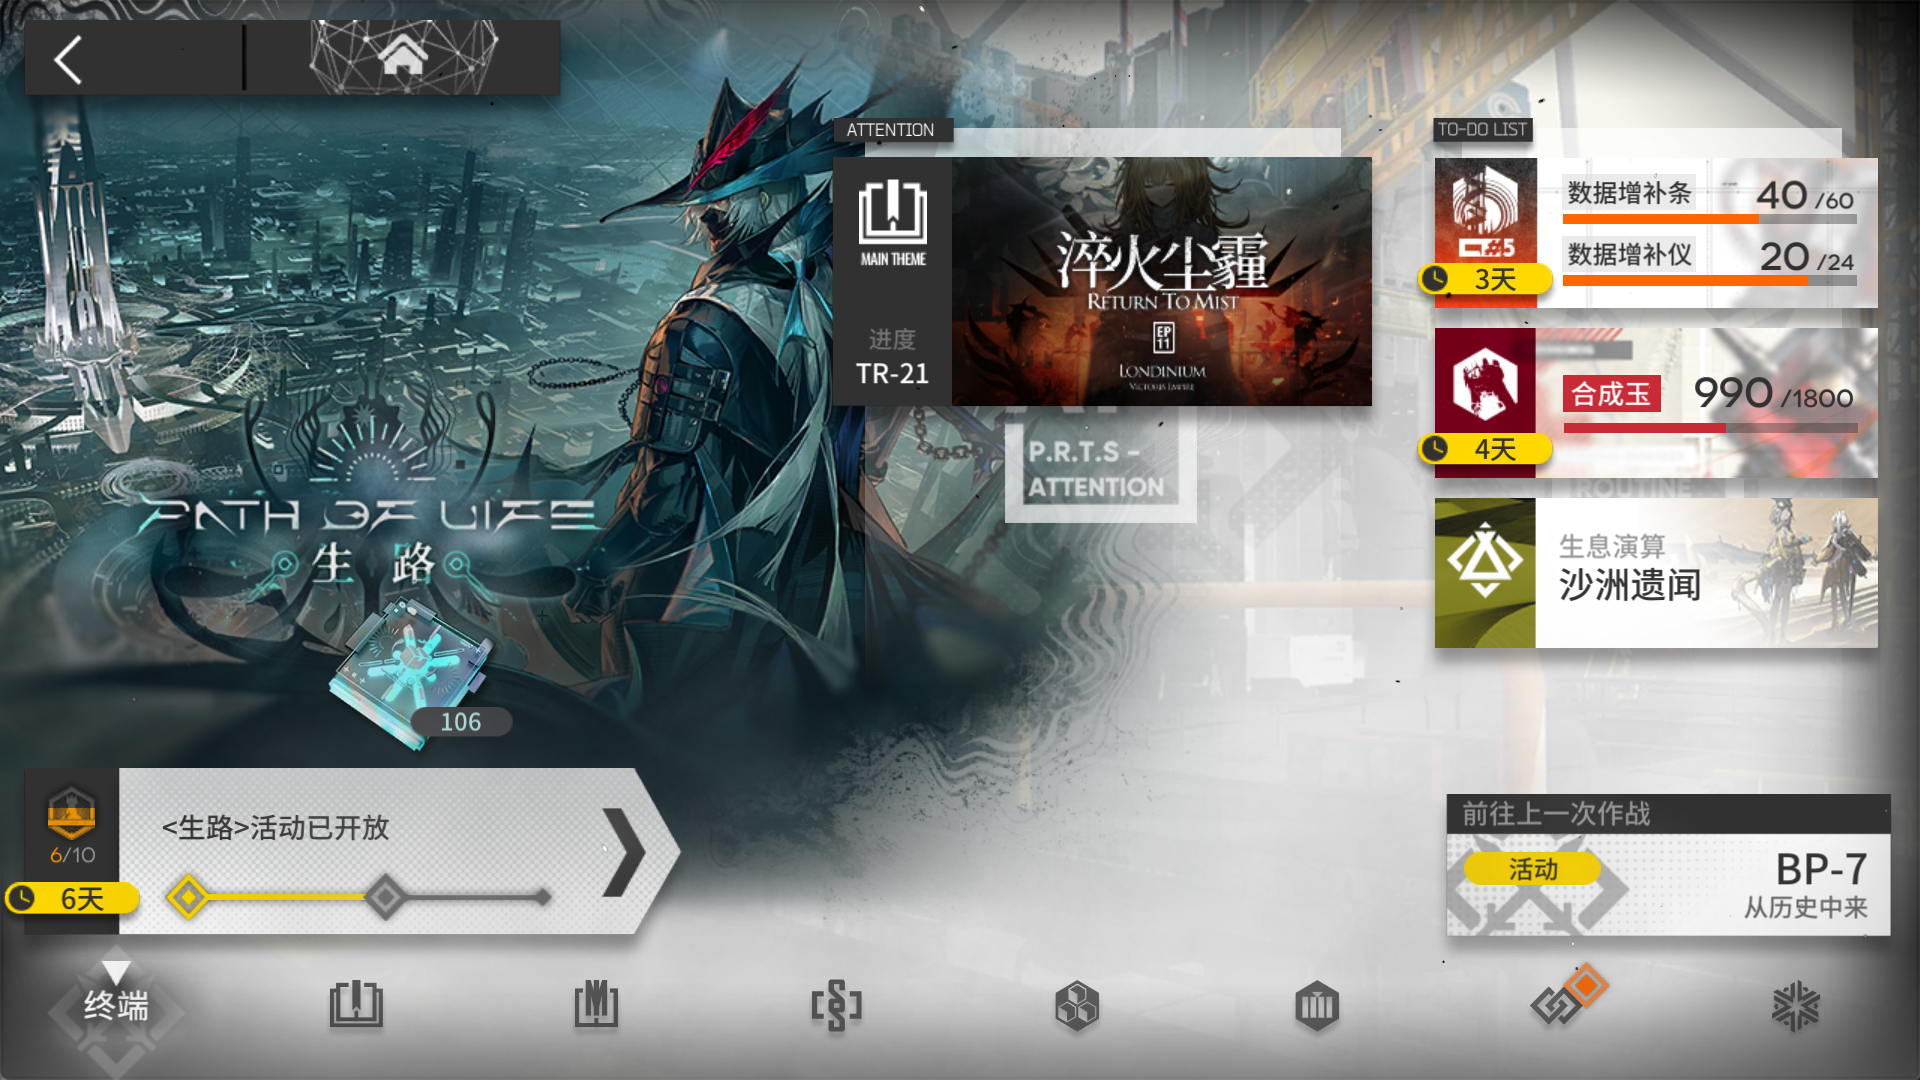 ATTENTION
MAIN THEME
进度
TR-21
淬火尘霾
RETURN TO MIST
EP
11
LONDINIUM
VICTORIA EMPIRE
P.R.T.S -
ATTENTION
TO-DO LIST
#5
3天
数据增补条
40 /60
数据增补仪
20 /24
合成玉
990 /1800
4天
ROUTINE
生息演算
沙洲遗闻
PATH OF LIFE
生路
106
6/10
6天
<生路>活动已开放
前往上一次作战
活动
BP-7
从历史中来
终端